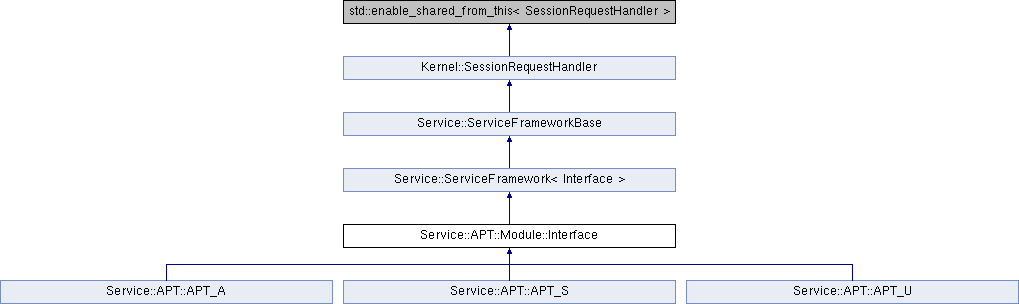 std::enable_shared_from_this< SessionRequestHandler >
Kernel::SessionRequestHandler
Service::ServiceFrameworkBase
Service::ServiceFramework< Interface >
Service::APT::Module::Interface
Service::APT::APT_A
Service::APT::APT_S
Service::APT::APT_U